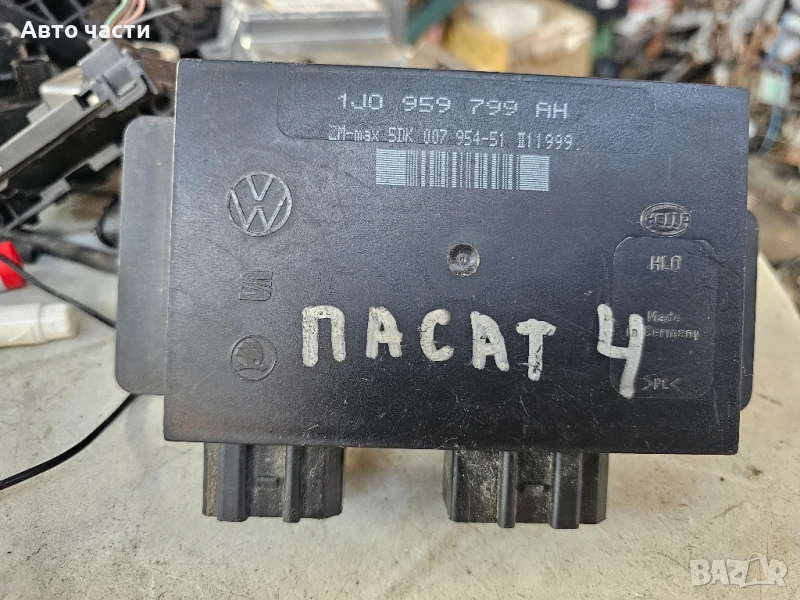 Авто части
1J0 959 799 AH
ZM-max 5DK 007 954-51 II11999.
HELLA
HLO
Made
in Germany
>PC<
ПАСАТ 4
BAZAR